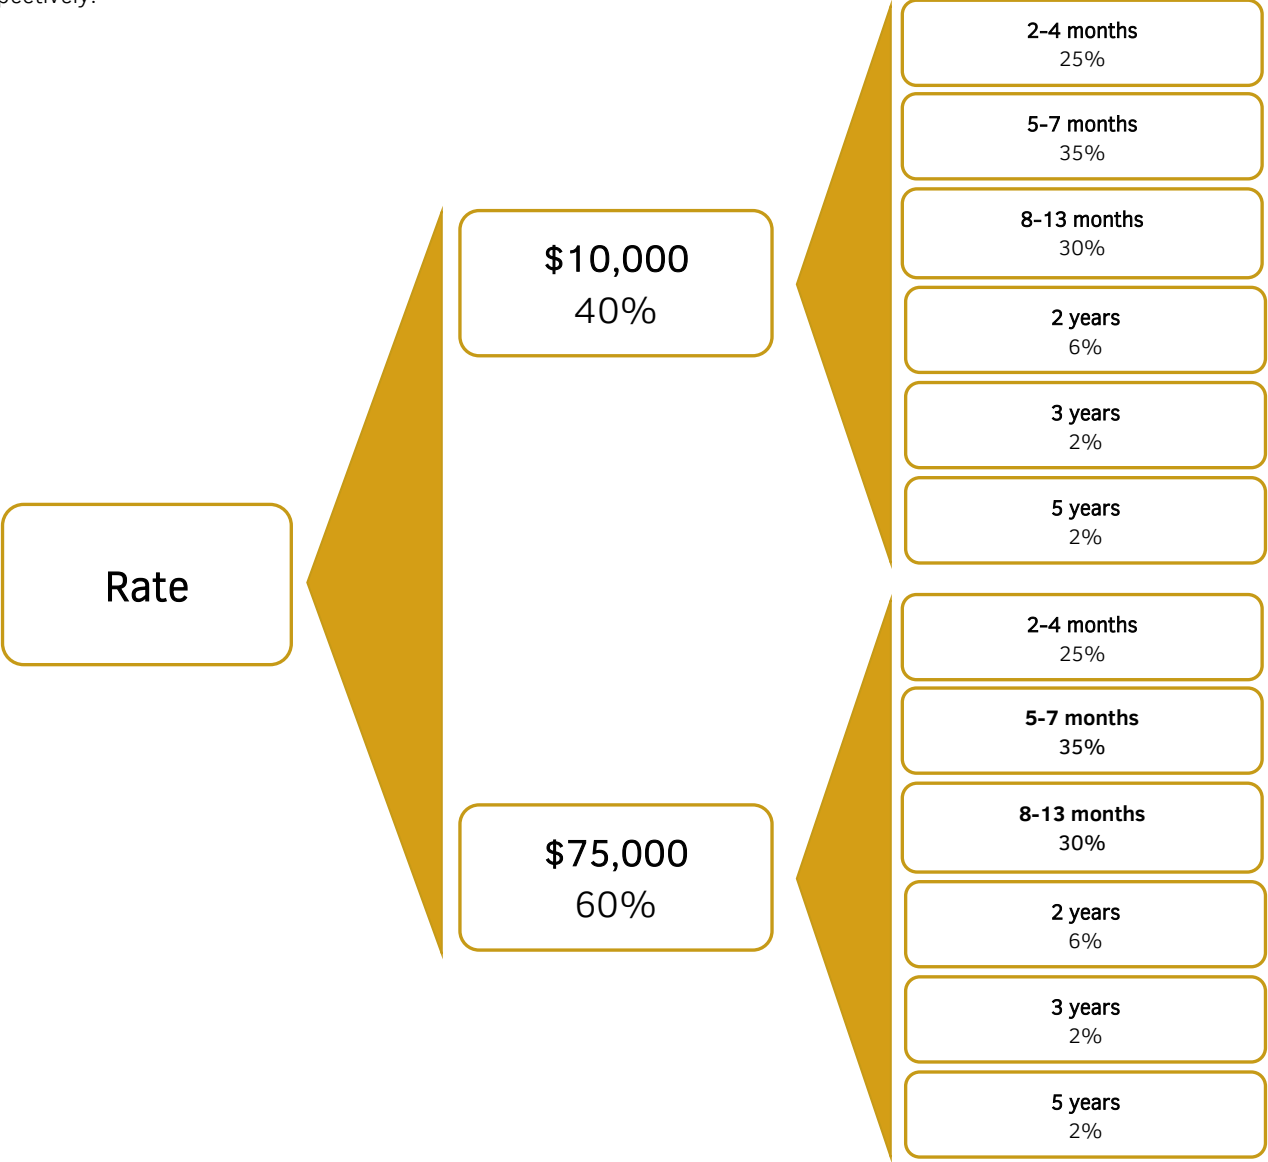 2-4 months
25%
5-7 months
35%
8-13 months
30%
2 years
6%
3 years
2%
5 years
2%
$10,000
40%
Rate
$75,000
60%
2-4 months
25%
5-7 months
35%
8-13 months
30%
2 years
6%
3 years
2%
5 years
2%